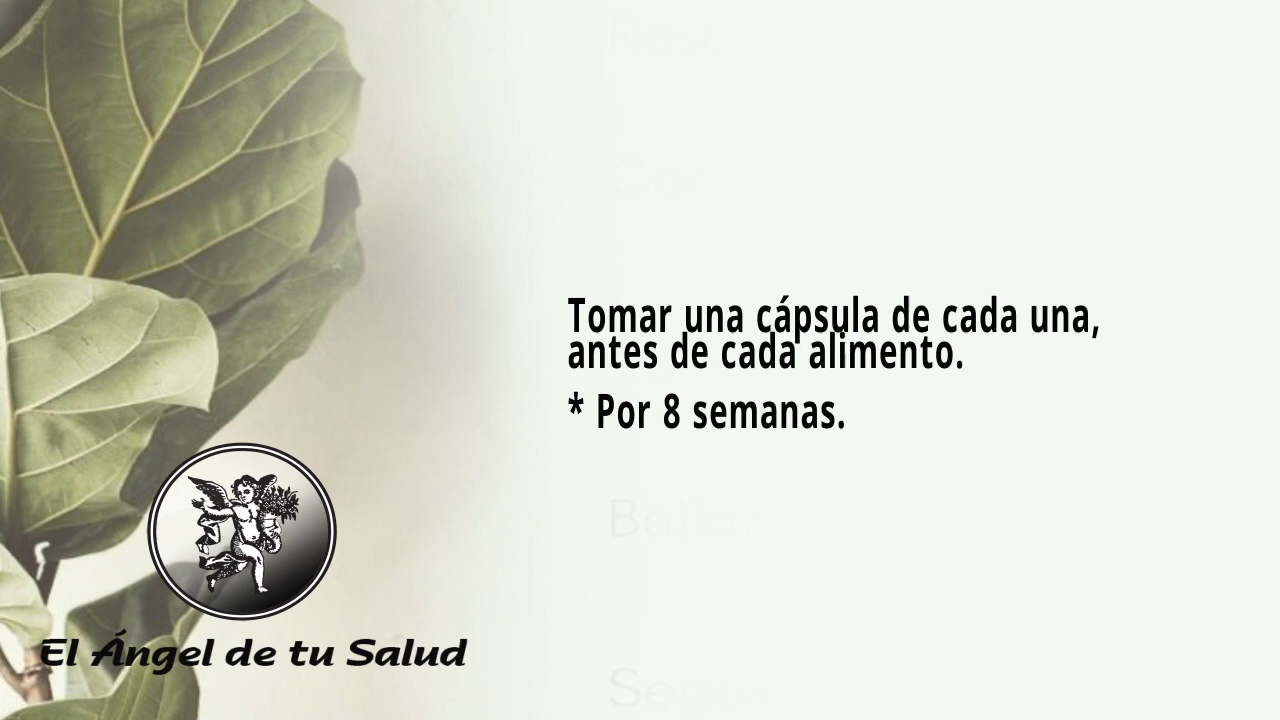 Tomar una cápsula de cada una,
antes de cada alimento.
* Por 8 semanas.
El Ángel de tu Salud